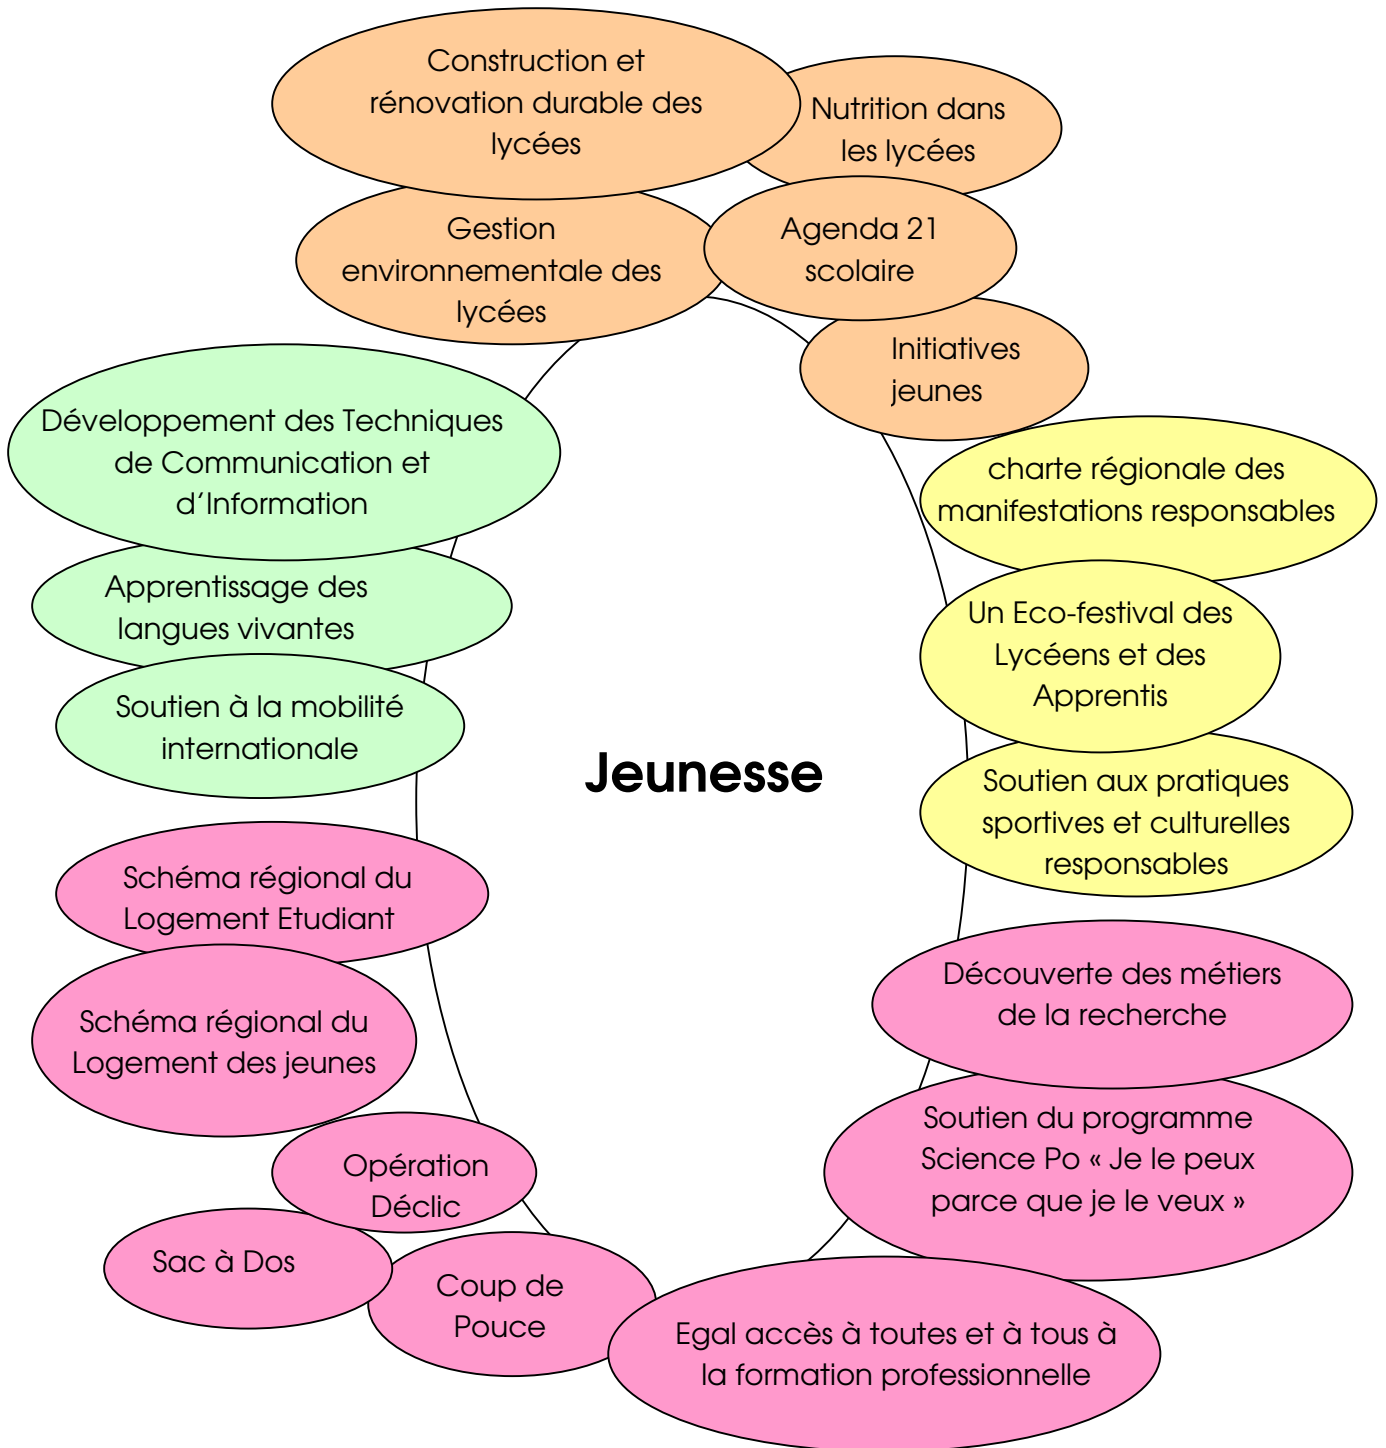 Construction et
rénovation durable des
lycées
Nutrition dans
les lycées
Gestion
environnementale des
lycées
Agenda 21
scolaire
Initiatives
jeunes
Développement des Techniques
de Communication et
d’Information
charte régionale des
manifestations responsables
Apprentissage des
langues vivantes
Un Eco-festival des
Lycéens et des
Apprentis
Soutien à la mobilité
internationale
Jeunesse
Soutien aux pratiques
sportives et culturelles
responsables
Schéma régional du
Logement Etudiant
Découverte des métiers
de la recherche
Schéma régional du
Logement des jeunes
Soutien du programme
Science Po « Je le peux
parce que je le veux »
Opération
Déclic
Sac à Dos
Coup de
Pouce
Egal accès à toutes et à tous à
la formation professionnelle